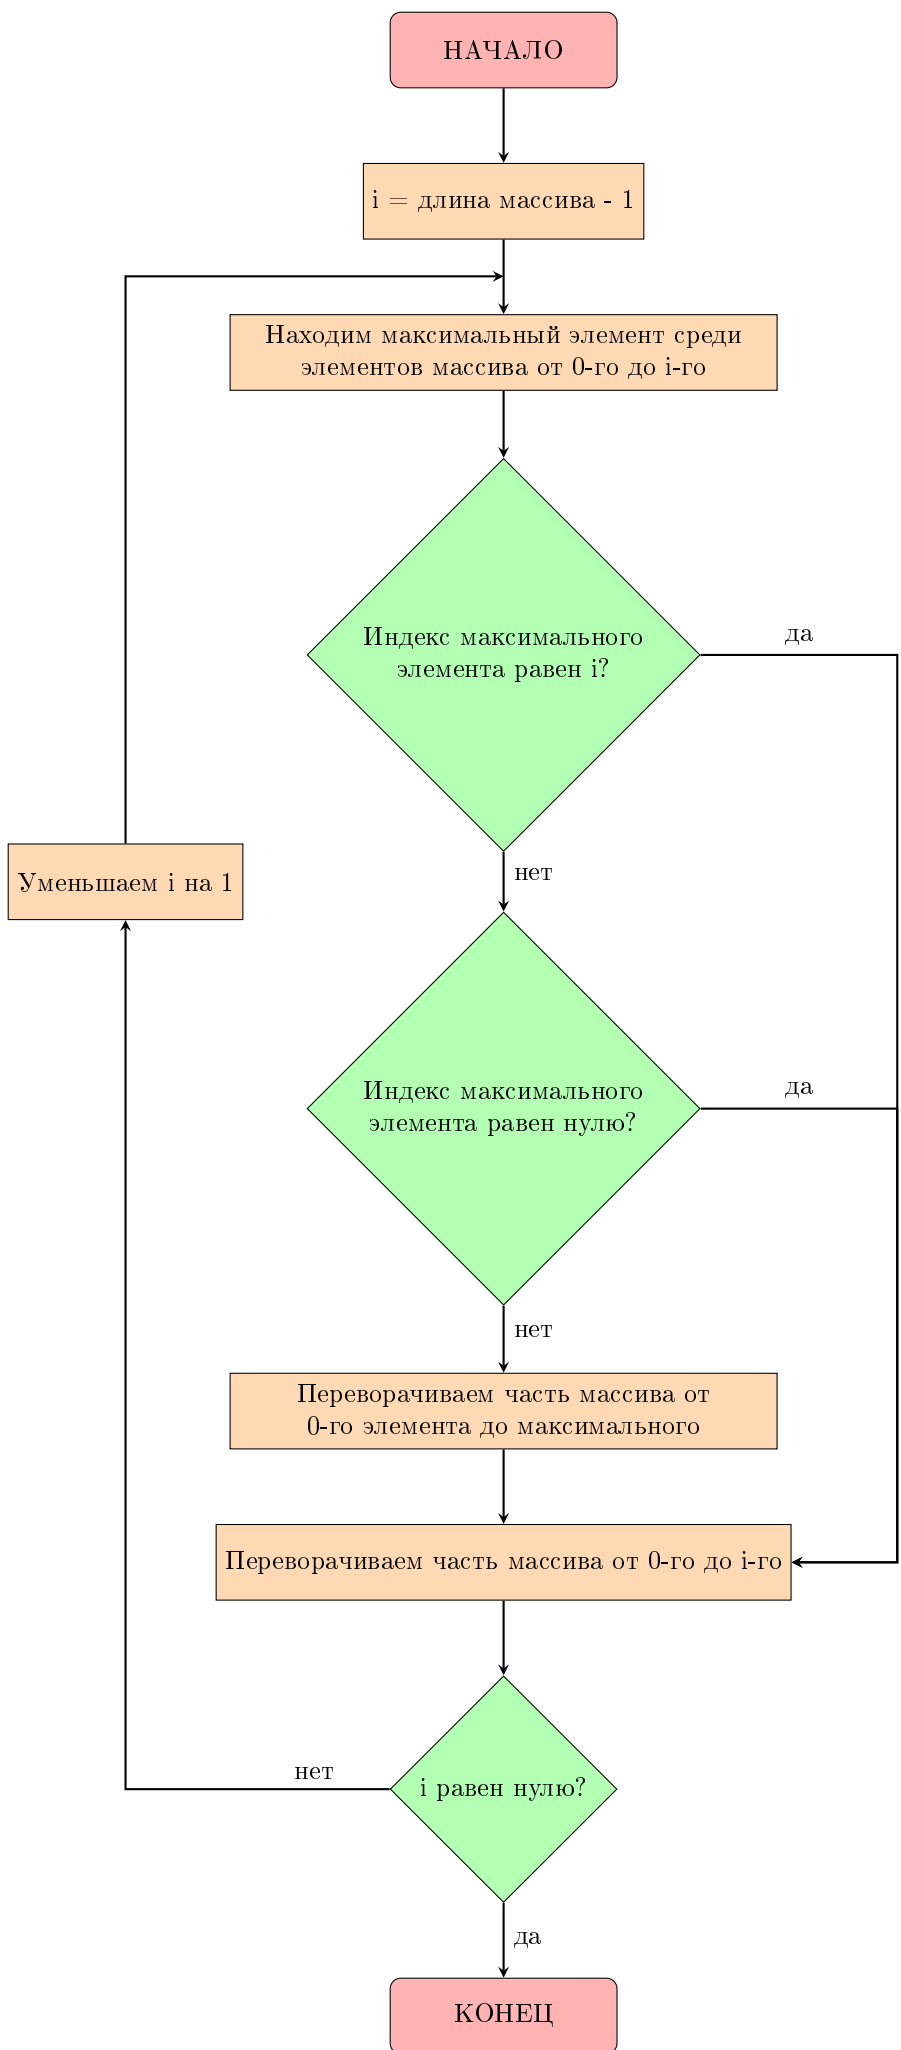 НАЧАЛО
i = длина массива - 1
Находим максимальный элемент среди
элементов массива от 0-го до i-го
Индекс максимального
элемента равен i?
да
нет
Уменьшаем i на 1
Индекс максимального
элемента равен нулю?
да
нет
Переворачиваем часть массива от
0-го элемента до максимального
Переворачиваем часть массива от 0-го до i-го
i равен нулю?
нет
да
КОНЕЦ